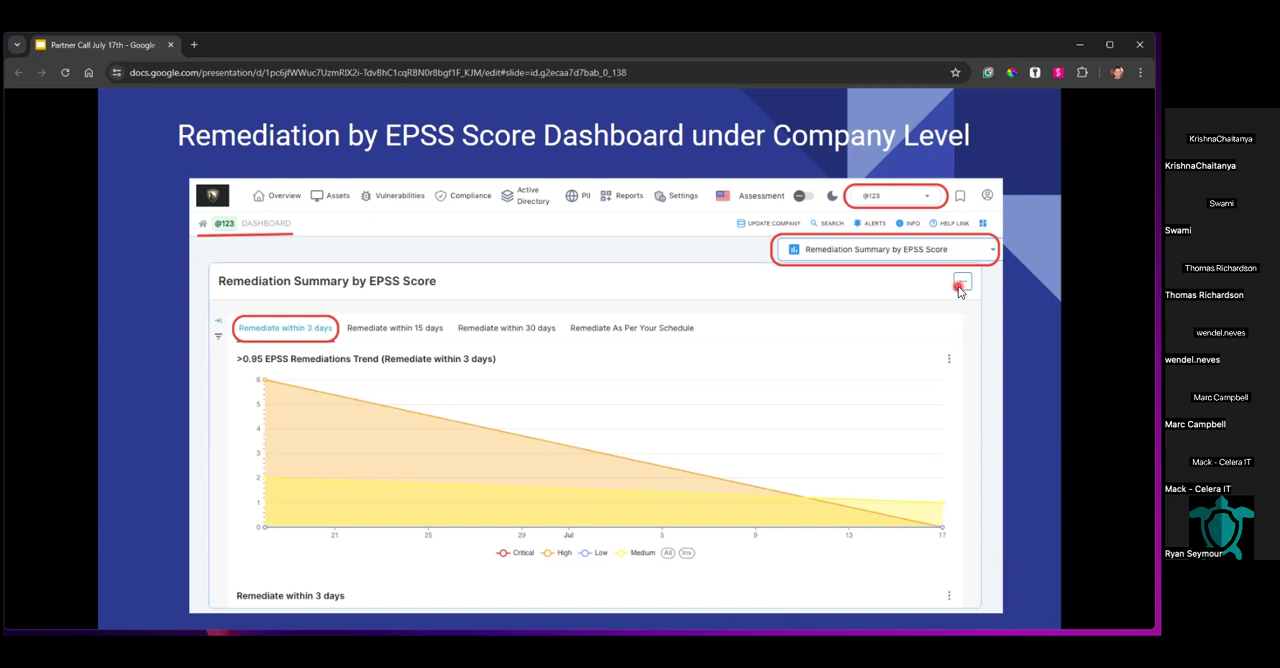 Partner Call July 17th - Google
docs.google.com/presentation/d/1pc6jfWWuc7UzmRlX2i-TdvBhC1cqRBN0r8bgf1F_KJM/edit#slide=id.g2ecaa7d7bab_0_138
Remediation by EPSS Score Dashboard under Company Level
Overview Assets Vulnerabilities Compliance Active Directory PII Reports Settings Assessment @123
@123 DASHBOARD UPDATE COMPANY SEARCH ALERTS INFO HELP LINK
Remediation Summary by EPSS Score
Remediation Summary by EPSS Score
Remediate within 3 days Remediate within 15 days Remediate within 30 days Remediate As Per Your Schedule
>0.95 EPSS Remediations Trend (Remediate within 3 days)
6
5
4
3
2
1
0
21 25 29 Jul 5 9 13 17
Critical High Low Medium All Inv
Remediate within 3 days
KrishnaChaitanya
KrishnaChaitanya
Swami
Swami
Thomas Richardson
Thomas Richardson
wendel.neves
wendel.neves
Marc Campbell
Marc Campbell
Mack - Celera IT
Mack - Celera IT
Ryan Seymour